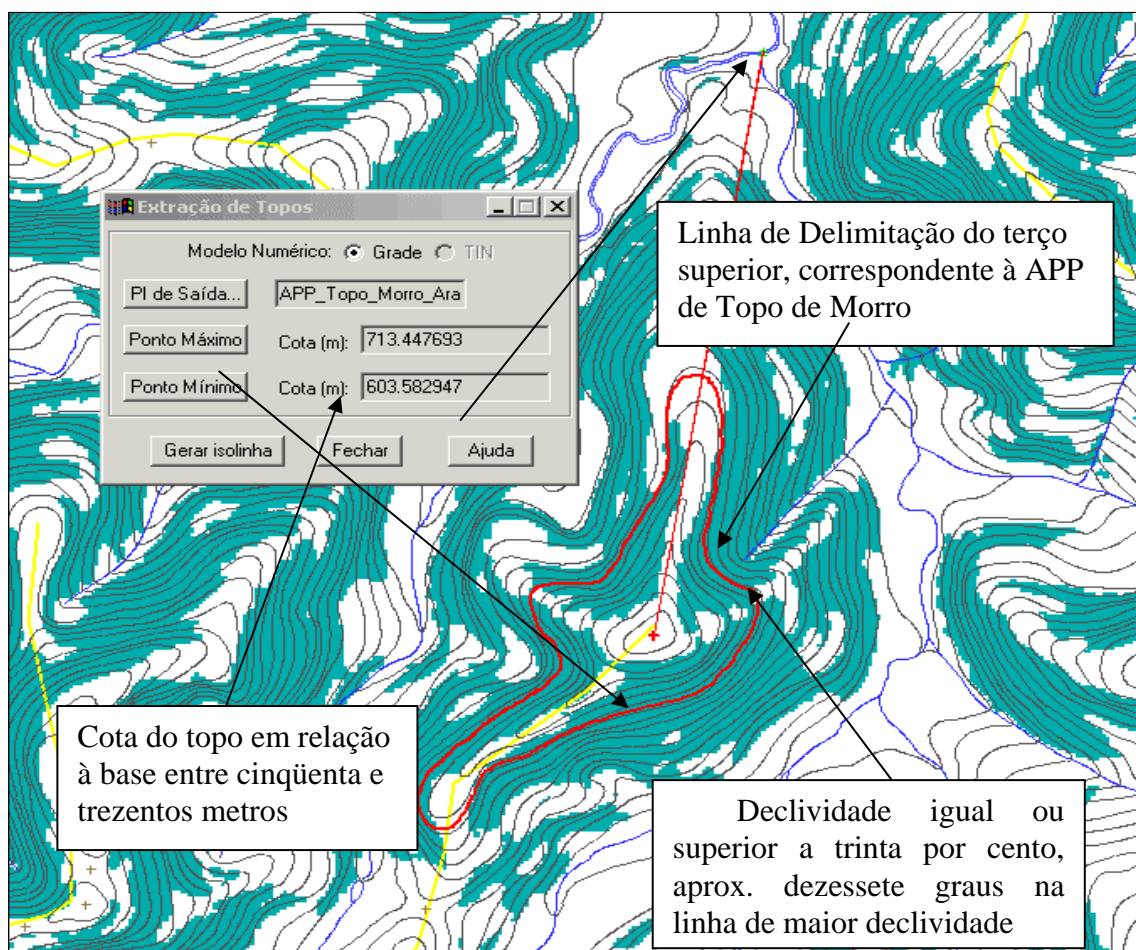 Extração de Topos
Modelo Numérico: Grade TIN
PI de Saída... APP_Topo_Morro_Ara
Ponto Máximo Cota (m): 713.447693
Ponto Mínimo Cota (m): 603.582947
Gerar isolinha Fechar Ajuda
Linha de Delimitação do terço
superior, correspondente à APP
de Topo de Morro
Cota do topo em relação
à base entre cinqüenta e
trezentos metros
Declividade igual ou
superior a trinta por cento,
aprox. dezessete graus na
linha de maior declividade